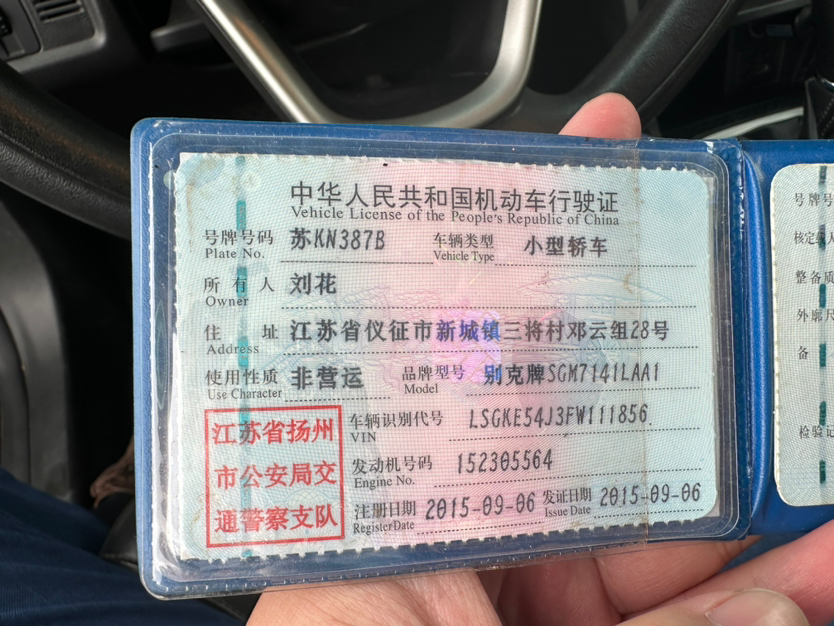 中华人民共和国机动车行驶证
Vehicle License of the People's Republic of China
号牌号码 苏KN387B 车辆类型 小型轿车
Plate No. Vehicle Type
所有人 刘花
Owner
住址 江苏省仪征市新城镇三将村邓云组28号
Address
使用性质 非营运 品牌型号 别克牌SGM7141LAA1
Use Character Model
江苏省扬州
市公安局交
通警察支队
车辆识别代号 LSGKE54J3FW111856
VIN
发动机号码 152305564
Engine No.
注册日期 2015-09-06 发证日期 2015-09-06
Register Date Issue Date
号牌号
核定载人
整备质
外廓尺
备
检验记